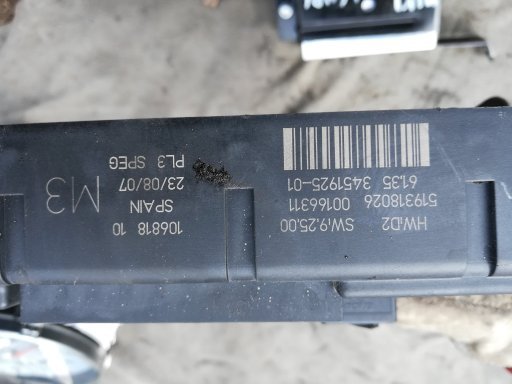 HW:D2 SW:9.25.00
519318026 00166311
61.35 3451925-01
106818 10
SPAIN
23/08/07
PL3 SPEG
M3